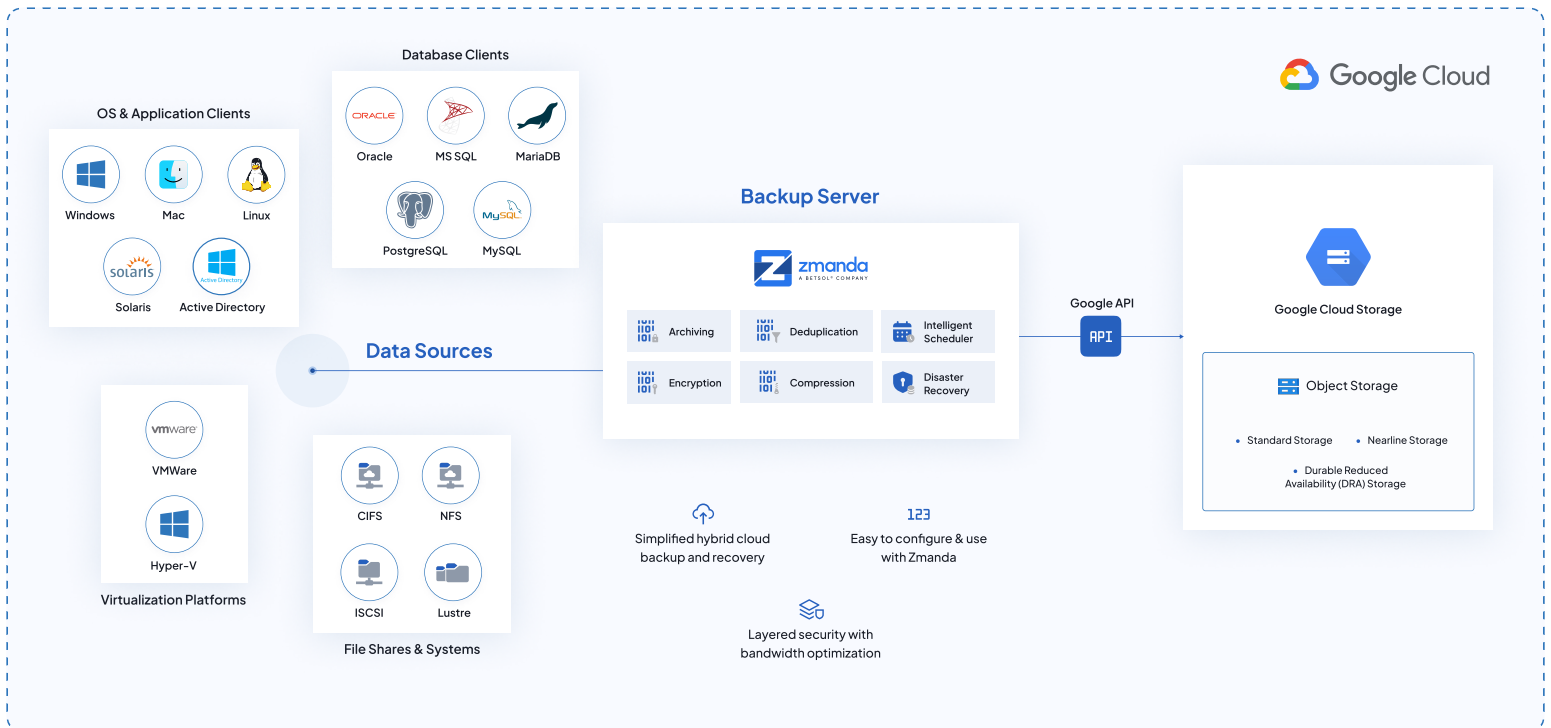 Database Clients
Google Cloud
OS & Application Clients
ORACLE
Oracle
MS SQL
MariaDB
Windows
Mac
Linux
PostgreSQL
MySQL
MySQL
solaris
Active Directory
Solaris
Active Directory
Data Sources
vmware
VMWare
Hyper-V
Virtualization Platforms
CIFS
NFS
ISCSI
Lustre
File Shares & Systems
Backup Server
zmanda
A BETSOL® COMPANY
Archiving
Deduplication
Intelligent
Scheduler
Encryption
Compression
Disaster
Recovery
Simplified hybrid cloud
backup and recovery
123
Easy to configure & use
with Zmanda
Layered security with
bandwidth optimization
Google API
API
Google Cloud Storage
Object Storage
• Standard Storage
• Nearline Storage
• Durable Reduced
Availability (DRA) Storage